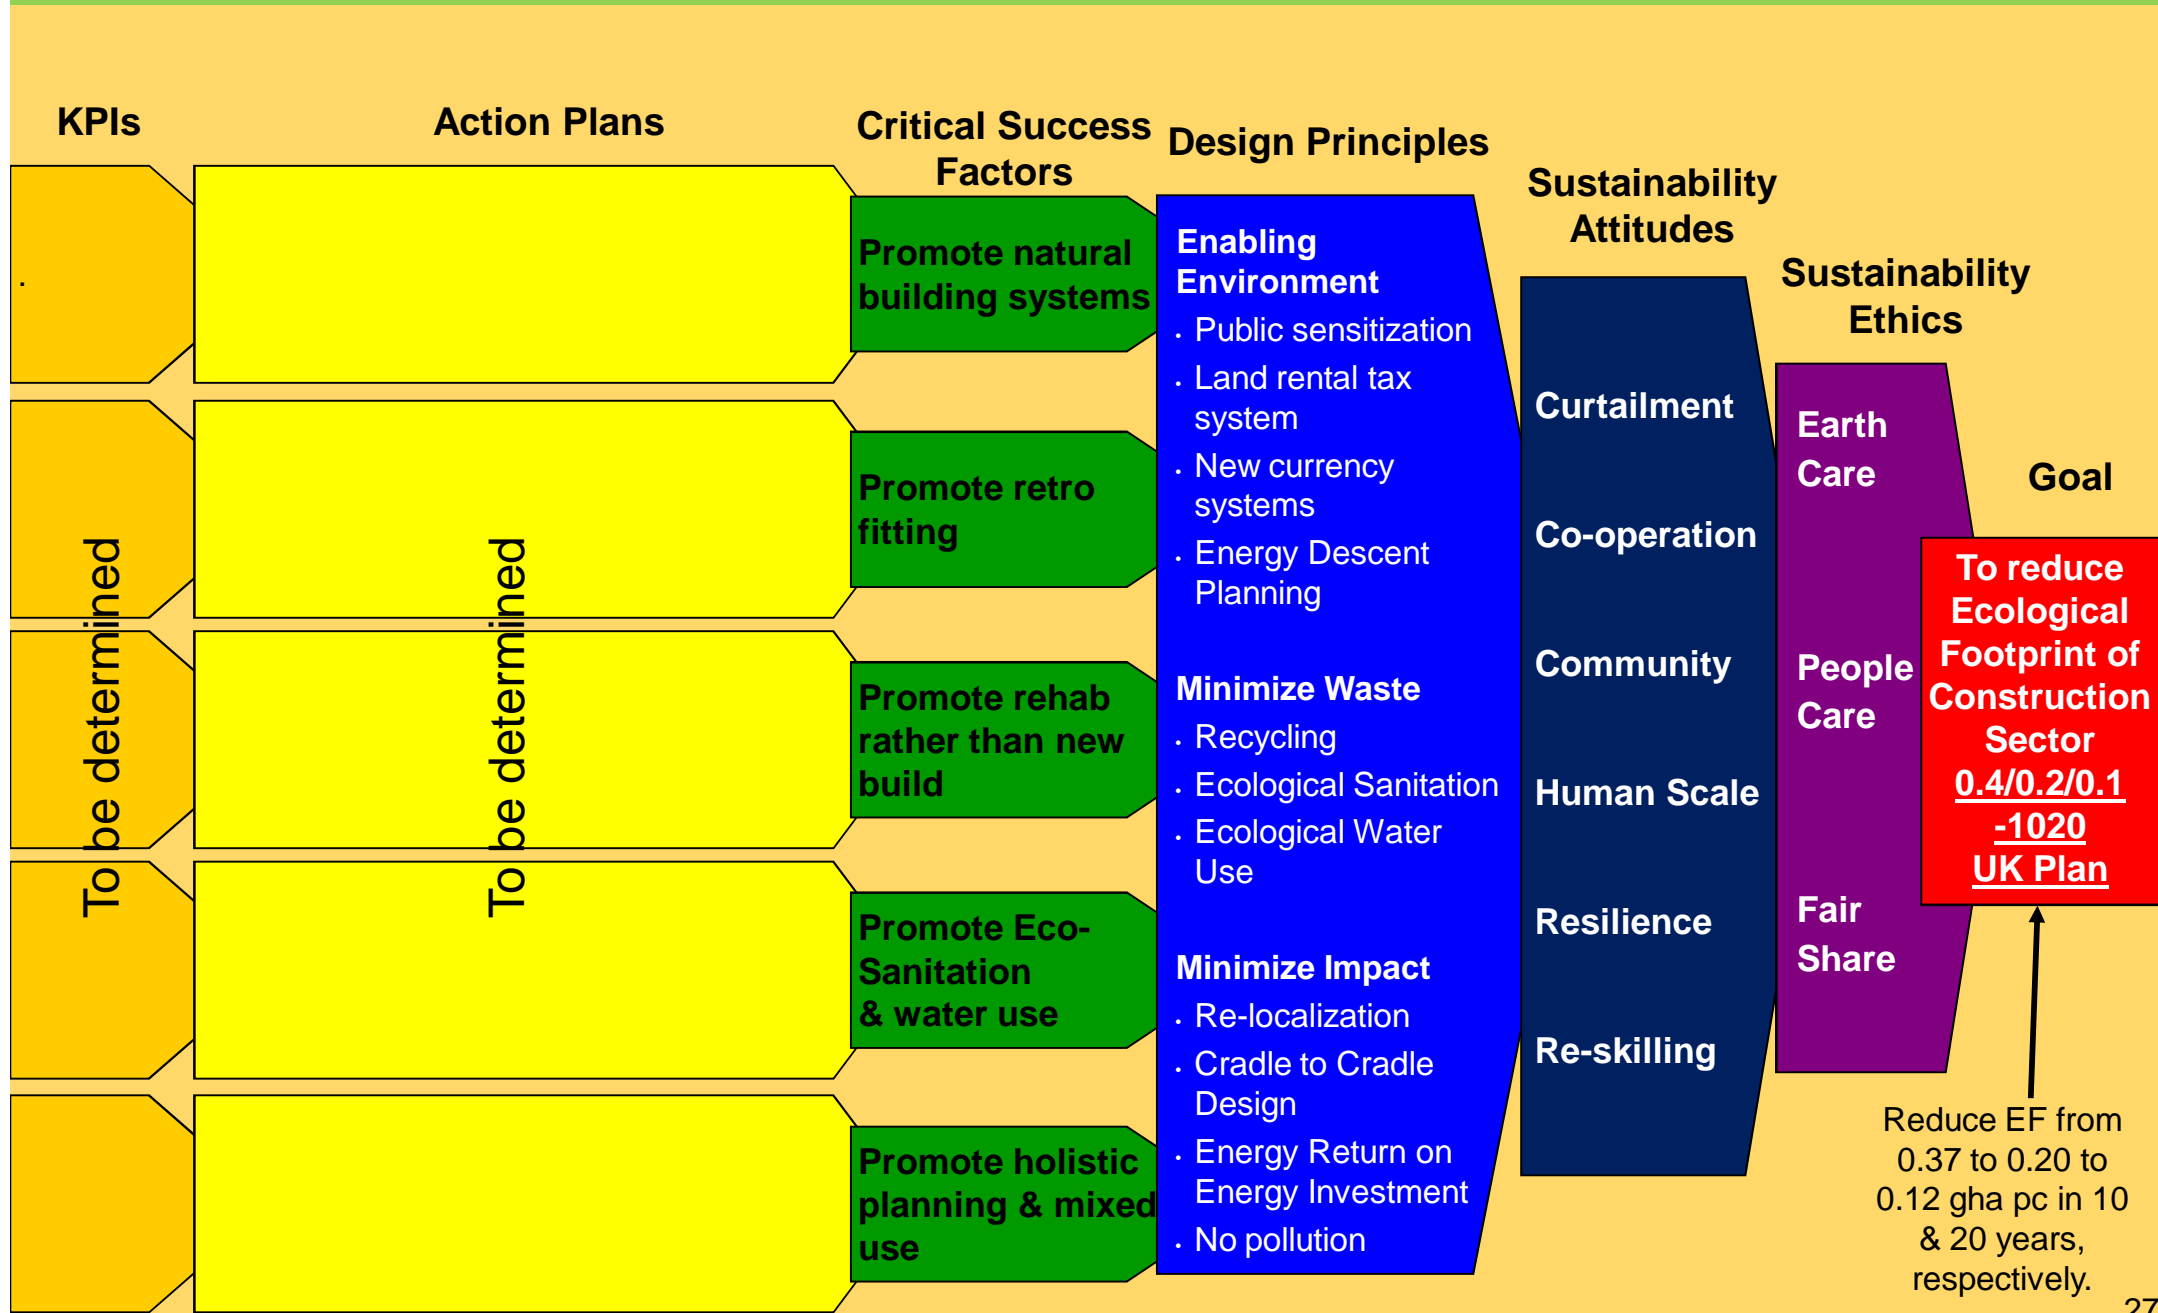 KPIs
Action Plans
Critical Success
Factors
Design Principles
Sustainability
Attitudes
Sustainability
Ethics
Goal
.
To be determined
To be determined
Promote natural
building systems
Promote retro
fitting
Promote rehab
rather than new
build
Promote Eco-
Sanitation
& water use
Promote holistic
planning & mixed
use
Enabling
Environment
• Public sensitization
• Land rental tax
system
• New currency
systems
• Energy Descent
Planning
Minimize Waste
• Recycling
• Ecological Sanitation
• Ecological Water
Use
Minimize Impact
• Re-localization
• Cradle to Cradle
Design
• Energy Return on
Energy Investment
• No pollution
Curtailment
Co-operation
Community
Human Scale
Resilience
Re-skilling
Earth
Care
People
Care
Fair
Share
To reduce
Ecological
Footprint of
Construction
Sector
0.4/0.2/0.1
-1020
UK Plan
Reduce EF from
0.37 to 0.20 to
0.12 gha pc in 10
& 20 years,
respectively.
27